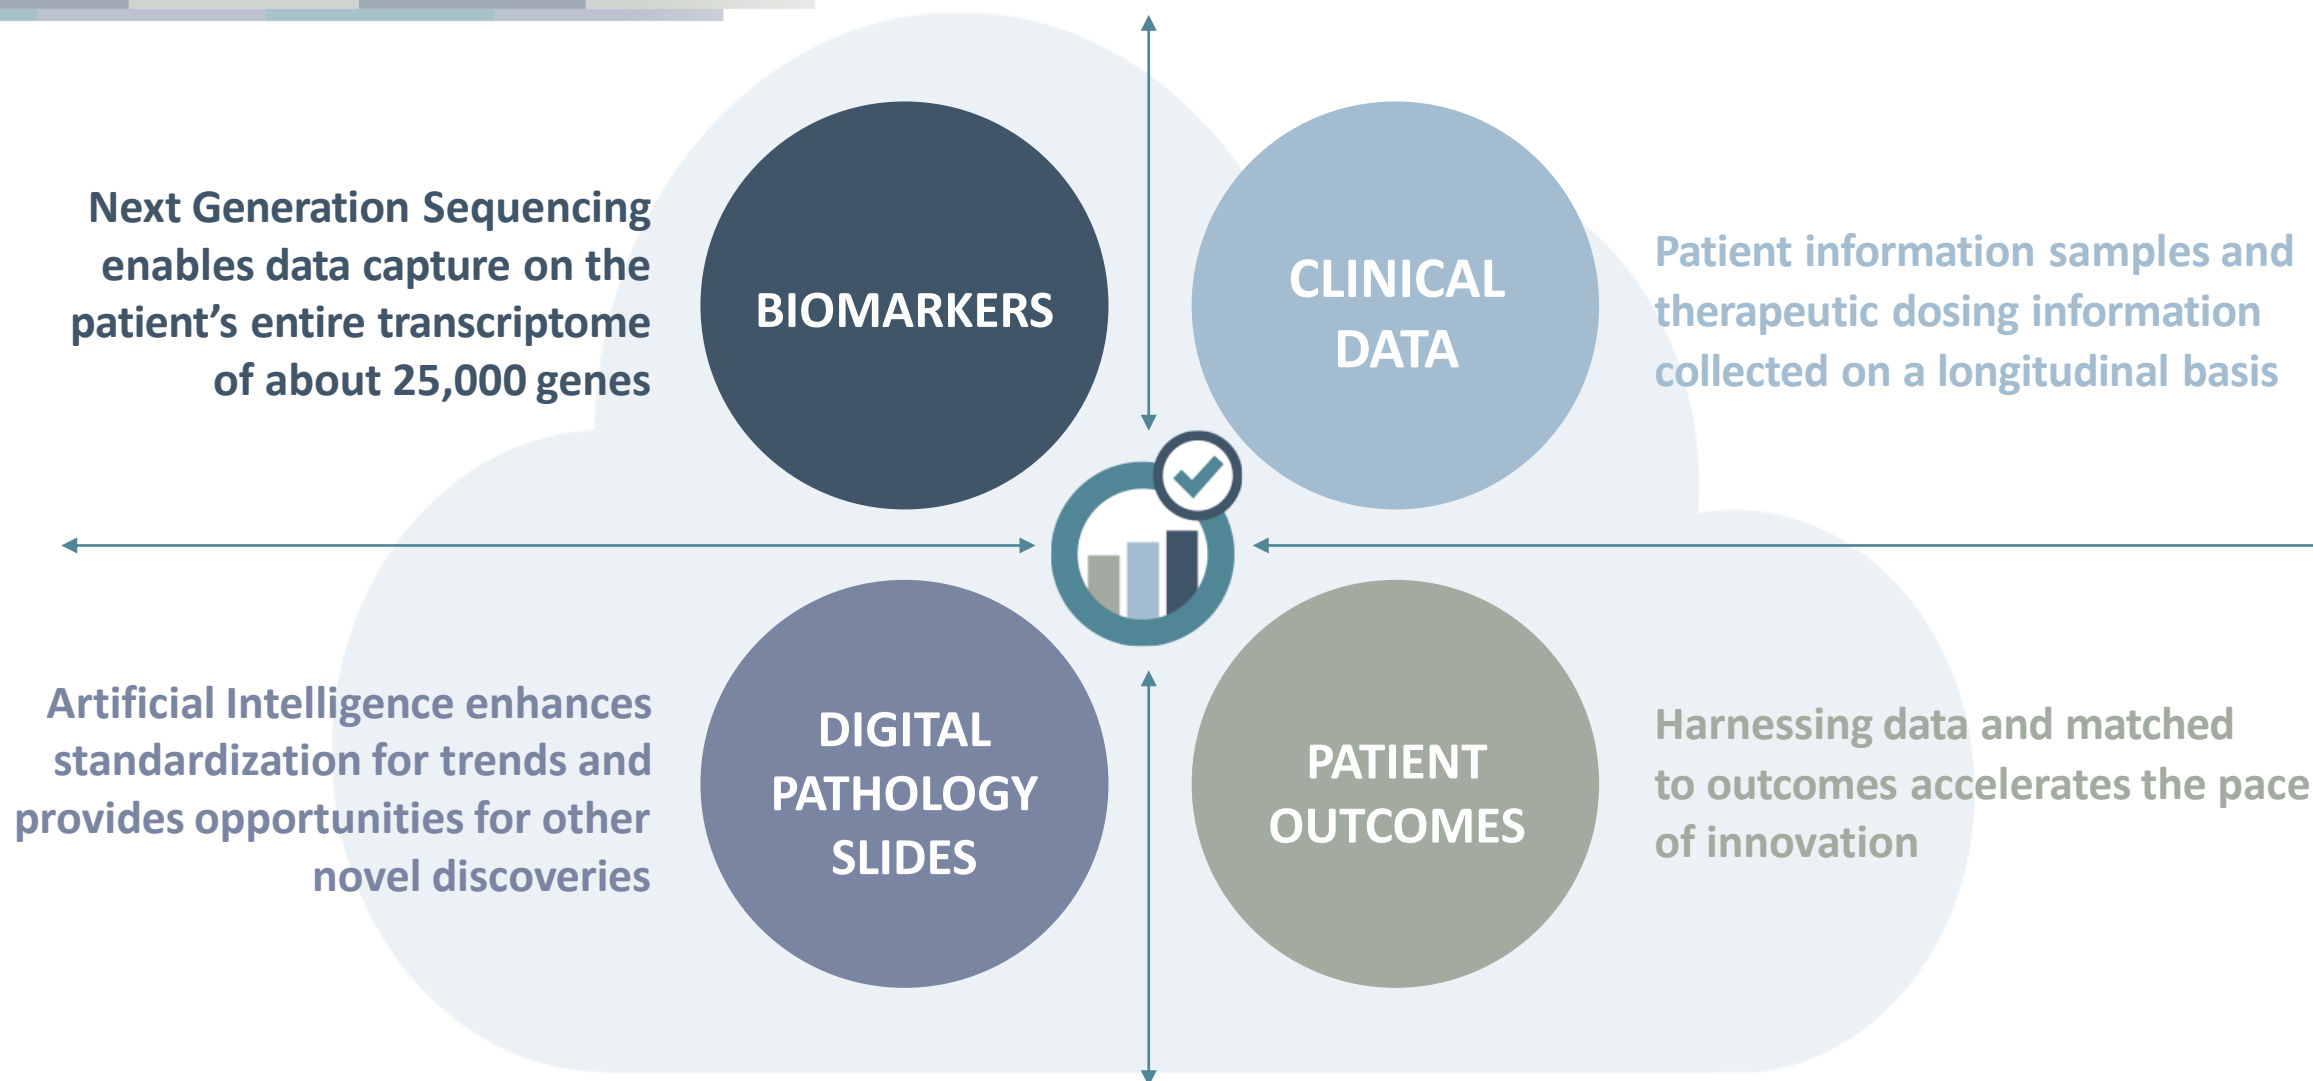 Next Generation Sequencing
enables data capture on the
patient’s entire transcriptome
of about 25,000 genes
BIOMARKERS
CLINICAL
DATA
Patient information samples and
therapeutic dosing information
collected on a longitudinal basis
Artificial Intelligence enhances
standardization for trends and
provides opportunities for other
novel discoveries
DIGITAL
PATHOLOGY
SLIDES
PATIENT
OUTCOMES
Harnessing data and matched
to outcomes accelerates the pace
of innovation